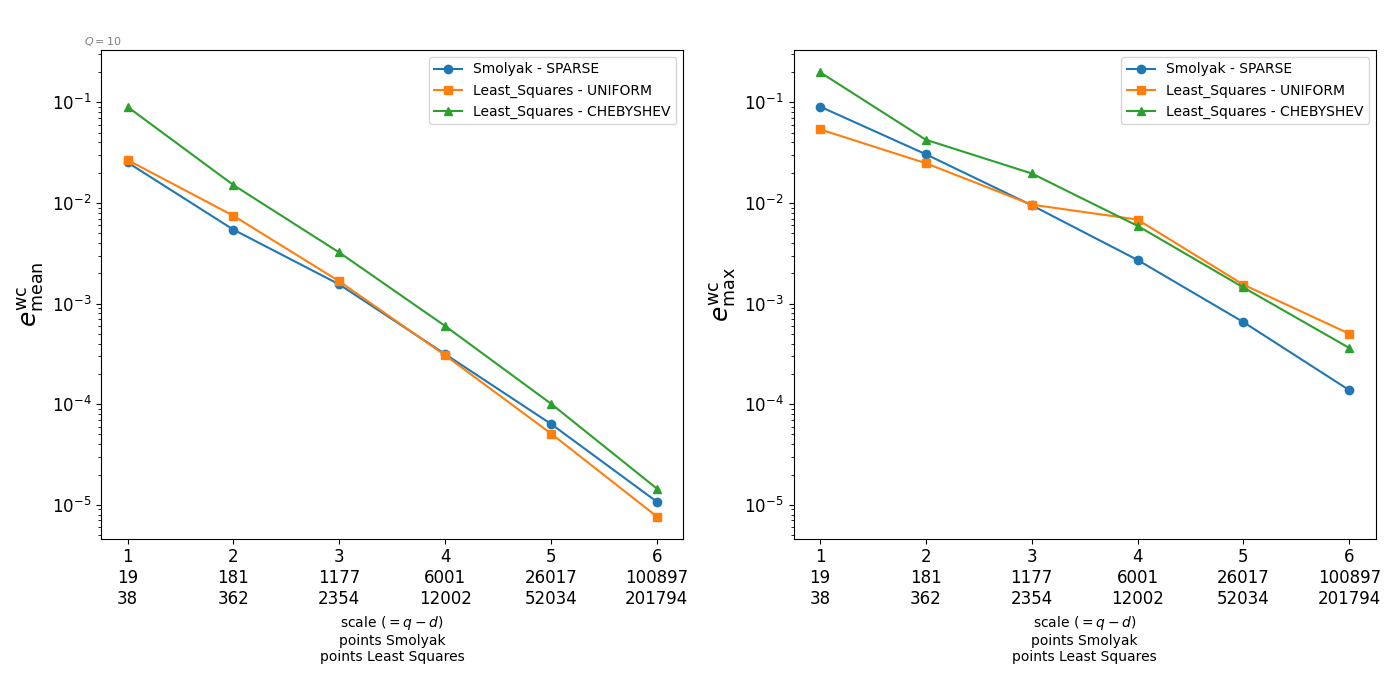 Q = 10
Smolyak - SPARSE
Least_Squares - UNIFORM
Least_Squares - CHEBYSHEV
10^{-1}
10^{-2}
10^{-3}
10^{-4}
10^{-5}
e^{wc}_{mean}
1 2 3 4 5 6
19 181 1177 6001 26017 100897
38 362 2354 12002 52034 201794
scale (= q − d)
points Smolyak
points Least Squares
Smolyak - SPARSE
Least_Squares - UNIFORM
Least_Squares - CHEBYSHEV
10^{-1}
10^{-2}
10^{-3}
10^{-4}
10^{-5}
e^{wc}_{max}
1 2 3 4 5 6
19 181 1177 6001 26017 100897
38 362 2354 12002 52034 201794
scale (= q − d)
points Smolyak
points Least Squares